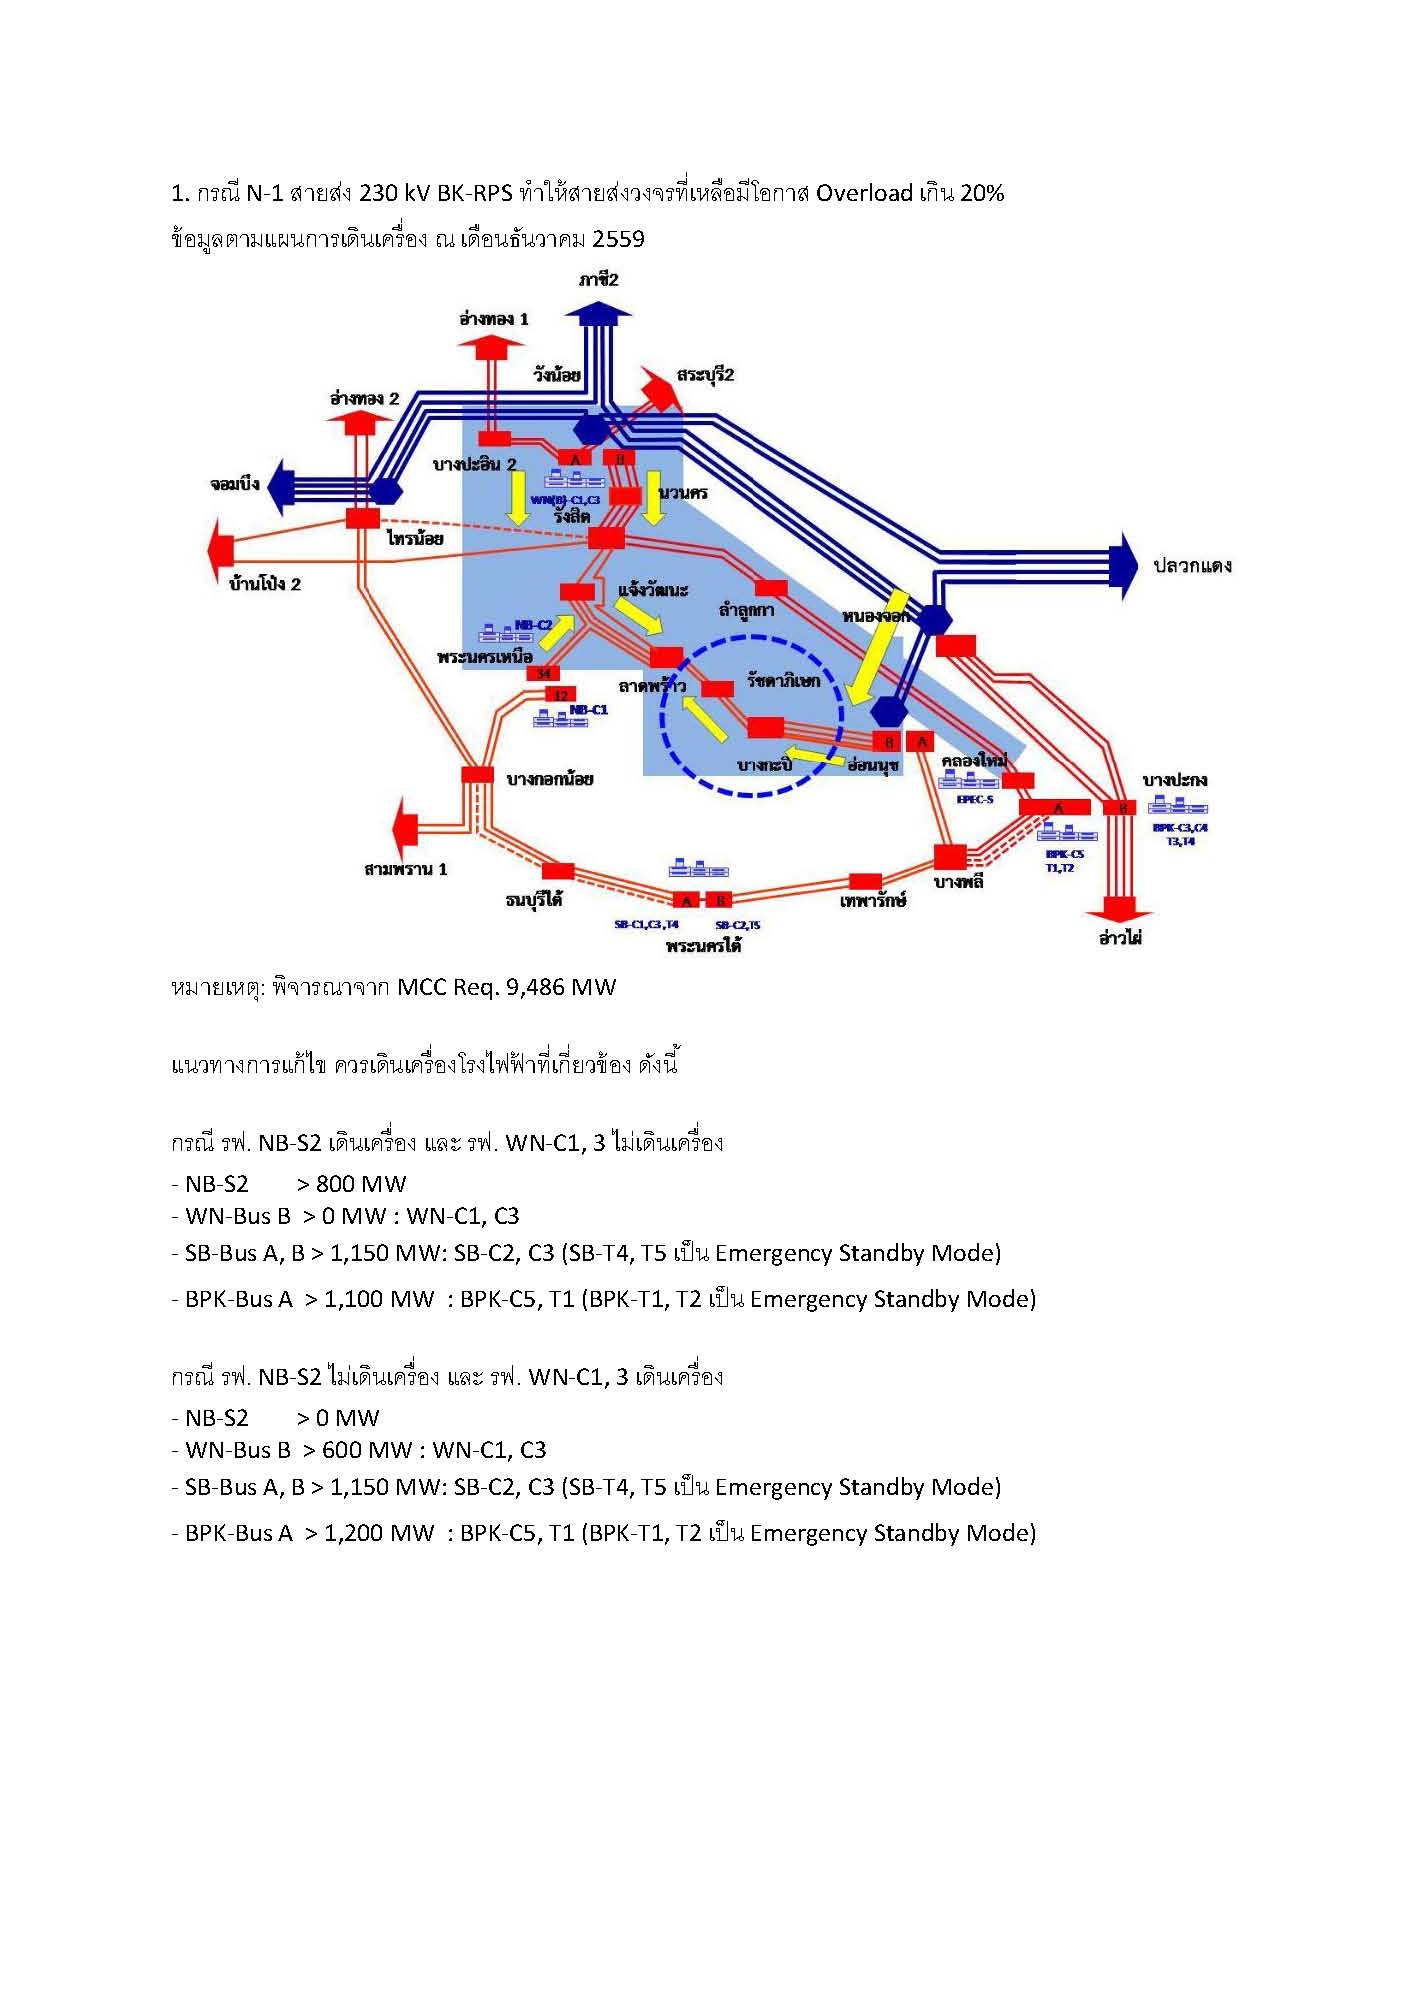 1. กรณี N-1 สายส่ง 230 kV BK-RPS ทำให้สายส่งวงจรที่เหลือมีโอกาส Overload เกิน 20%
ข้อมูลตามแผนการเดินเครื่อง ณ เดือนธันวาคม 2559
ภาชี2
อ่างทอง 1
วังน้อย
สระบุรี2
อ่างทอง 2
บางปะอิน 2
A
B
จอมบึง
WN(B)-C1,C3
นวนคร
รังสิต
ไทรน้อย
ปลวกแดง
บ้านโป่ง 2
แจ้งวัฒนะ
ลำลูกกา
หนองจอก
NB-C2
พระนครเหนือ
34
ลาดพร้าว
รัชดาภิเษก
12
NB-C1
B
A
บางกะปิ
อ่อนนุช
คลองใหม่
บางกอกน้อย
บางปะกง
EPEC-S
A
B
BPK-C3,C4
T3,T4
BPK-C5
T1,T2
สามพราน 1
บางพลี
ธนบุรีใต้
A
B
เทพารักษ์
SB-C1,C3,T4
SB-C2,T5
พระนครใต้
อ่าวไผ่
หมายเหตุ: พิจารณาจาก MCC Req. 9,486 MW
แนวทางการแก้ไข ควรเดินเครื่องโรงไฟฟ้าที่เกี่ยวข้อง ดังนี้
กรณี รฟ. NB-S2 เดินเครื่อง และ รฟ. WN-C1, 3 ไม่เดินเครื่อง
- NB-S2 > 800 MW
- WN-Bus B > 0 MW : WN-C1, C3
- SB-Bus A, B > 1,150 MW: SB-C2, C3 (SB-T4, T5 เป็น Emergency Standby Mode)
- BPK-Bus A > 1,100 MW : BPK-C5, T1 (BPK-T1, T2 เป็น Emergency Standby Mode)
กรณี รฟ. NB-S2 ไม่เดินเครื่อง และ รฟ. WN-C1, 3 เดินเครื่อง
- NB-S2 > 0 MW
- WN-Bus B > 600 MW : WN-C1, C3
- SB-Bus A, B > 1,150 MW: SB-C2, C3 (SB-T4, T5 เป็น Emergency Standby Mode)
- BPK-Bus A > 1,200 MW : BPK-C5, T1 (BPK-T1, T2 เป็น Emergency Standby Mode)